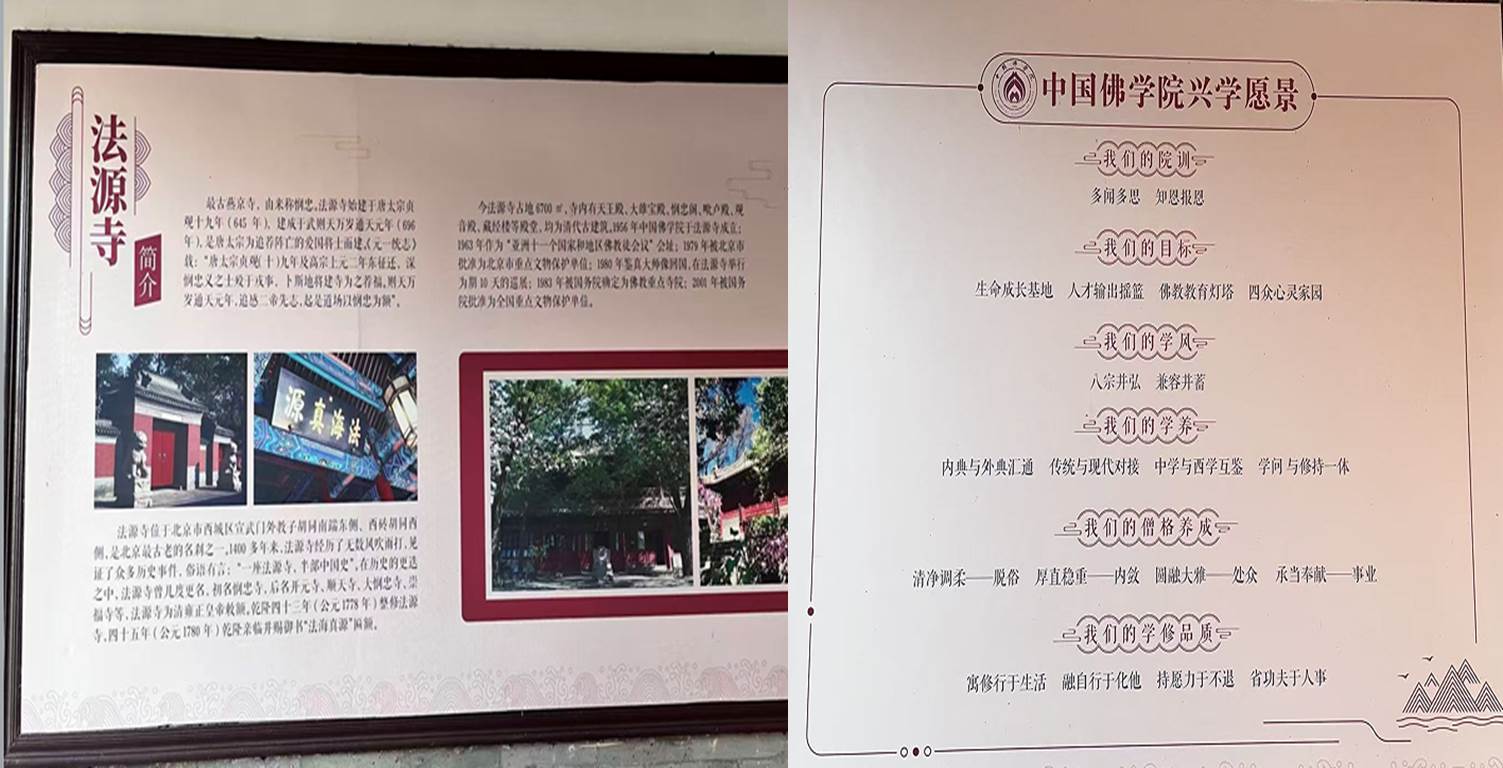 法源寺
简介
最古燕京寺，由来称悯忠。法源寺始建于唐太宗贞
观十九年（645 年），建成于武则天万岁通天元年（696
年），是唐太宗为追荐阵亡的爱国将士而建。《元一统志》
载：“唐太宗贞观（十）九年及高宗上元二年东征还，深
悯忠义之士殁于戎事，卜斯地将建寺为之荐福。则天万
岁通天元年，追感二帝先志，起是道场以悯忠为额”。
今法源寺占地6700 ㎡，寺内有天王殿、大雄宝殿、悯忠阁、毗卢殿、观
音殿、藏经楼等殿堂，均为清代古建筑。1956 年中国佛学院于法源寺成立；
1963 年作为“亚洲十一个国家和地区佛教徒会议”会址；1979 年被北京市
批准为北京市重点文物保护单位；1980 年鉴真大师像回国，在法源寺举行
为期 10 天的巡展；1983 年被国务院确定为佛教重点寺院；2001 年被国务
院批准为全国重点文物保护单位。
源真海法
法源寺位于北京市西城区宣武门外教子胡同南端东侧、西砖胡同西
侧，是北京最古老的名刹之一。1400 多年来，法源寺经历了无数风吹雨打，见
证了众多历史事件，俗语有言：“一座法源寺，半部中国史”。在历史的更迭
之中，法源寺曾几度更名，初名悯忠寺，后名开元寺、顺天寺、大悯忠寺、崇
福寺等，法源寺为清雍正皇帝敕额。乾隆四十三年（公元1778 年）整修法源
寺，四十五年（公元1780 年）乾隆亲临并赐御书“法海真源”匾额。
中国佛学院
中国佛学院兴学愿景
我们的院训
多闻多思 知恩报恩
我们的目标
生命成长基地 人才输出摇篮 佛教教育灯塔 四众心灵家园
我们的学风
八宗并弘 兼容并蓄
我们的学养
内典与外典汇通 传统与现代对接 中学与西学互鉴 学问与修持一体
我们的僧格养成
清净调柔——脱俗 厚直稳重——内敛 圆融大雅——处众 承当奉献——事业
我们的学修品质
寓修行于生活 融自行于化他 持愿力于不退 省功夫于人事